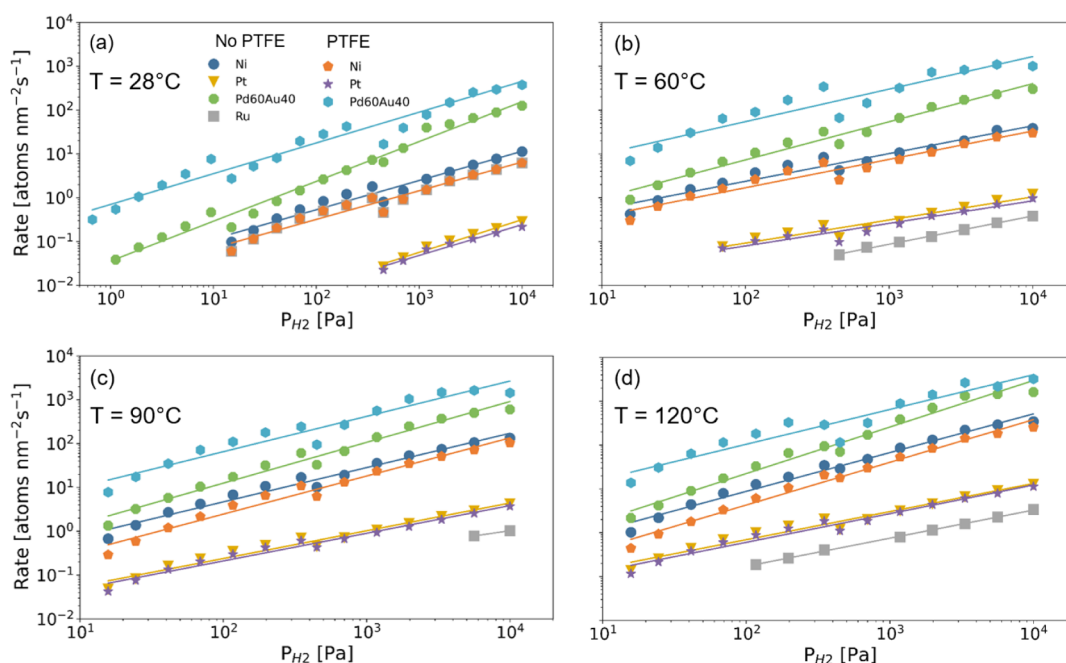 (a)
T = 28°C
No PTFE PTFE
Ni Ni
Pt Pt
Pd60Au40 Pd60Au40
Ru
10⁴
10³
10²
10¹
10⁰
10⁻¹
10⁻²
Rate [atoms nm⁻²s⁻¹]
10⁰ 10¹ 10² 10³ 10⁴
P_H2 [Pa]
(b)
T = 60°C
10¹ 10² 10³ 10⁴
P_H2 [Pa]
(c)
T = 90°C
10⁴
10³
10²
10¹
10⁰
10⁻¹
10⁻²
Rate [atoms nm⁻²s⁻¹]
10¹ 10² 10³ 10⁴
P_H2 [Pa]
(d)
T = 120°C
10¹ 10² 10³ 10⁴
P_H2 [Pa]